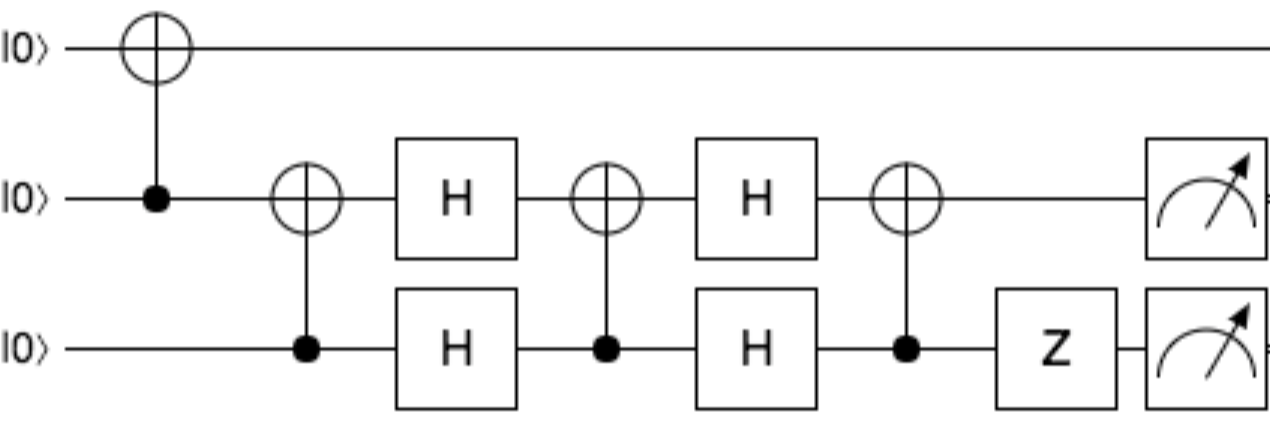 |0⟩
|0⟩ H H
|0⟩ H H Z